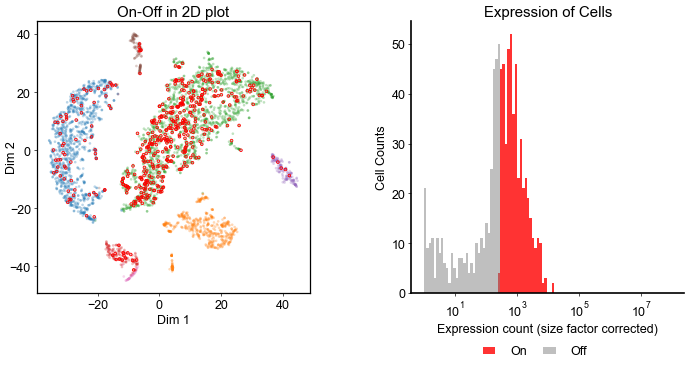 On-Off in 2D plot
Expression of Cells
Dim 2
40
20
0
−20
−40
−20
0
20
40
Dim 1
Cell Counts
50
40
30
20
10
0
10^1
10^3
10^5
10^7
Expression count (size factor corrected)
On
Off